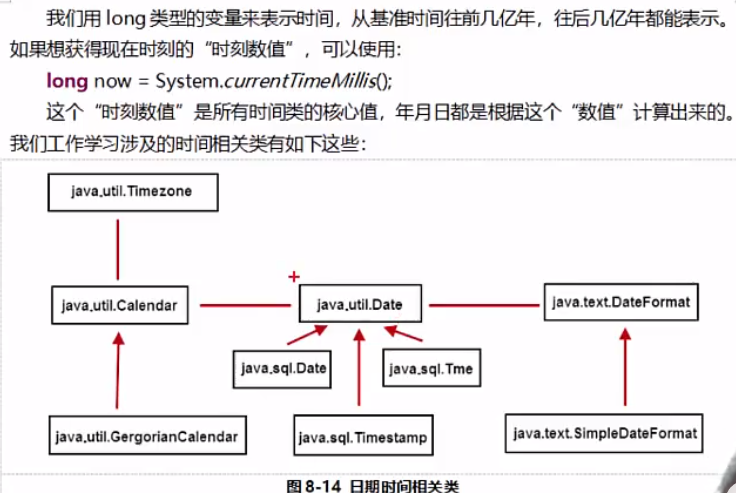 我们用 long 类型的变量来表示时间，从基准时间往前几亿年，往后几亿年都能表示。
如果想获得现在时刻的“时刻数值”，可以使用：
long now = System.currentTimeMillis();
这个“时刻数值”是所有时间类的核心值，年月日都是根据这个“数值”计算出来的。
我们工作学习涉及的时间相关类有如下这些：
java.util.Timezone
java.util.Calendar
java.util.Date
java.text.DateFormat
java.sql.Date
java.sql.Tme
java.util.GergorianCalendar
java.sql.Timestamp
java.text.SimpleDateFormat
图 8-14 日期时间相关类